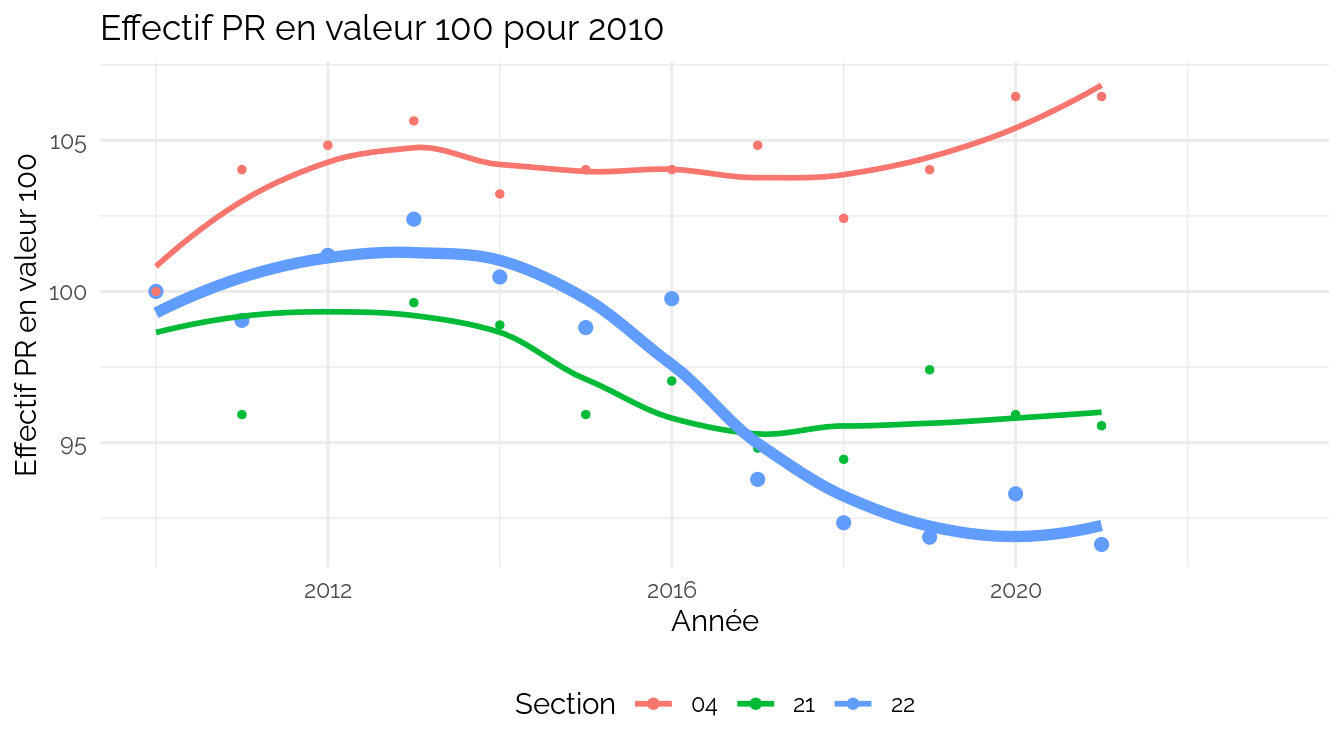 Effectif PR en valeur 100 pour 2010
Effectif PR en valeur 100
105
100
95
2012 2016 2020
Année
Section 04 21 22